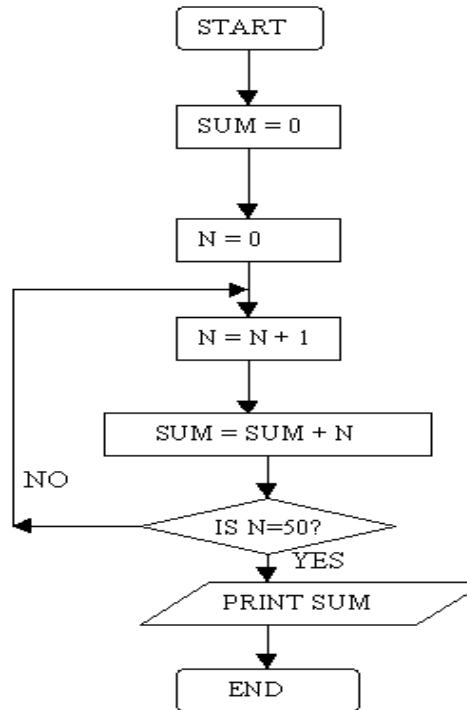 START
SUM = 0
N = 0
N = N + 1
SUM = SUM + N
NO
IS N=50?
YES
PRINT SUM
END